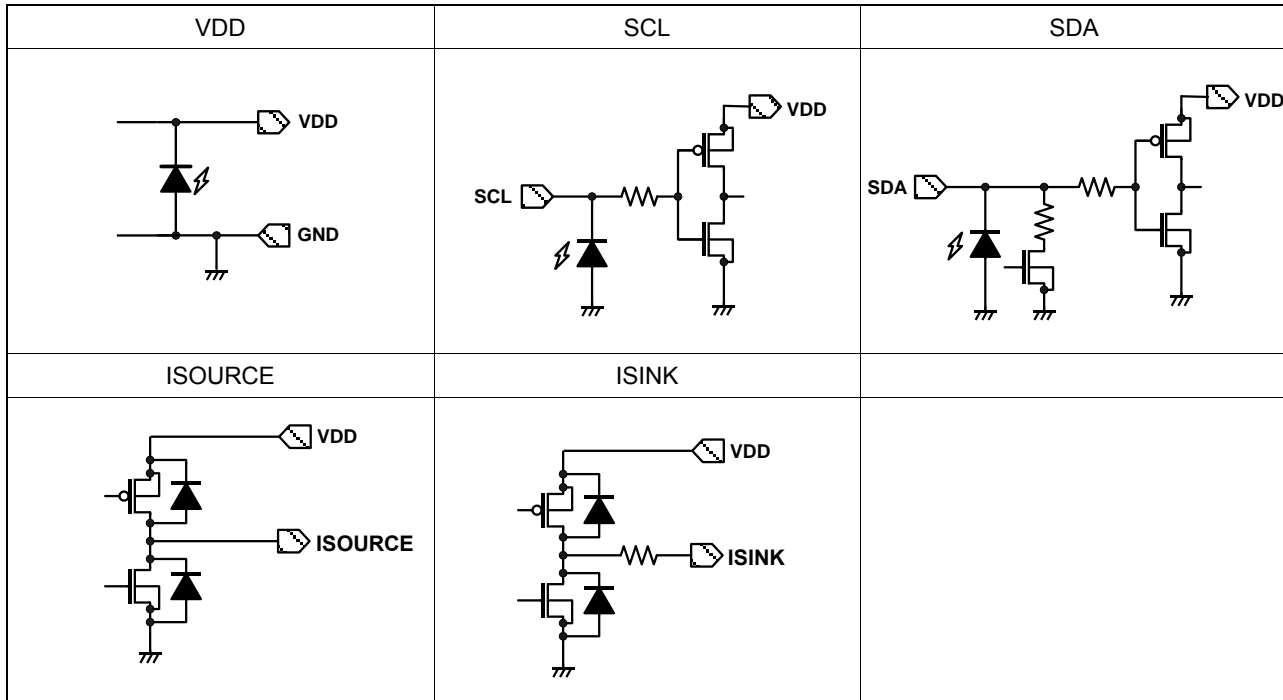 VDD
SCL
SDA
VDD
GND
SCL
VDD
SDA
VDD
ISOURCE
ISINK
VDD
ISOURCE
VDD
ISINK